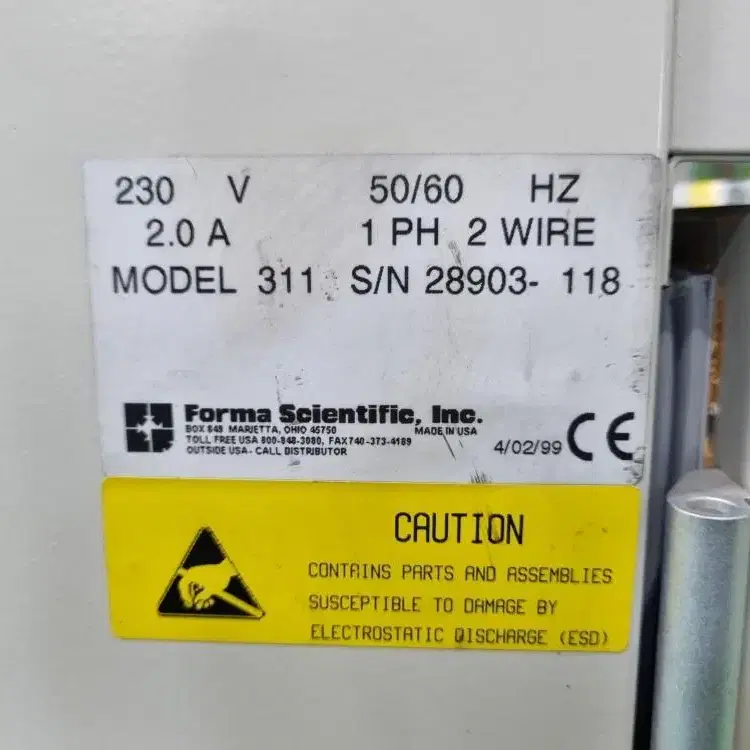 230 V 50/60 HZ
2.0 A 1 PH 2 WIRE
MODEL 311 S/N 28903- 118
Forma Scientific, Inc.
BOX 649 MARIETTA, OHIO 45750 MADE IN USA
TOLL FREE USA 800-848-3080, FAX 740-373-4189
OUTSIDE USA - CALL DISTRIBUTOR
4/02/99 CE
CAUTION
CONTAINS PARTS AND ASSEMBLIES
SUSCEPTIBLE TO DAMAGE BY
ELECTROSTATIC DISCHARGE (ESD)